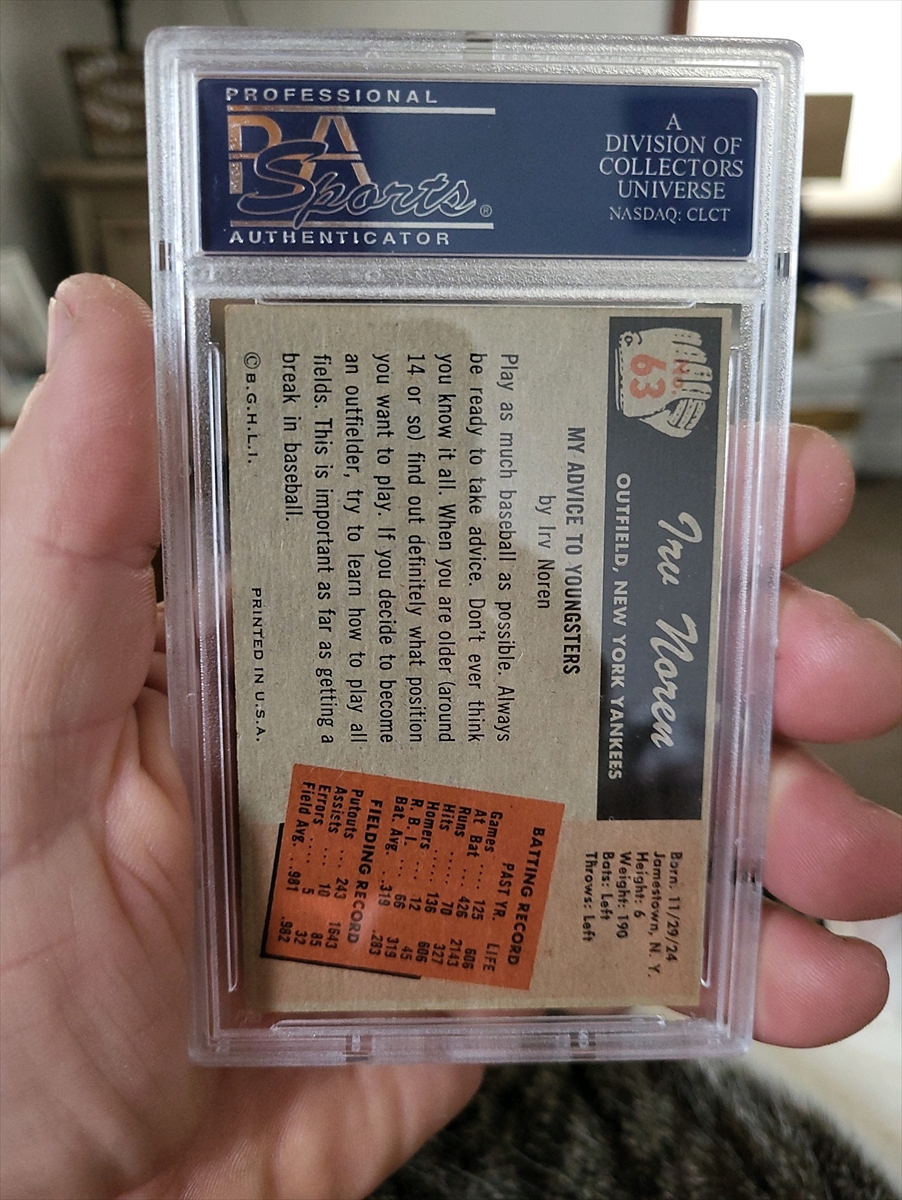 PROFESSIONAL
PSA
Sports®
AUTHENTICATOR
A
DIVISION OF
COLLECTORS
UNIVERSE
NASDAQ: CLCT
No.
63
Irv Noren
OUTFIELD, NEW YORK YANKEES
Born: 11/29/24
Jamestown, N. Y.
Height: 6
Weight: 190
Bats: Left
Throws: Left
MY ADVICE TO YOUNGSTERS
by Irv Noren
Play as much baseball as possible. Always
be ready to take advice. Don't ever think
you know it all. When you are older (around
14 or so) find out definitely what position
you want to play. If you decide to become
an outfielder, try to learn how to play all
fields. This is important as far as getting a
break in baseball.
BATTING RECORD
PAST YR. LIFE
Games .... 125 606
At. Bat .... 426 2143
Runs .... 70 327
Hits .... 136 606
Homers .... 12 45
R. B. I. .... 66 319
Bat. Avg. .. .319 .283
FIELDING RECORD
Putouts ... 243 1643
Assists .... 10 85
Errors .... 5 32
Field Avg. .. .981 .982
© B.G.H.L.I.
PRINTED IN U.S.A.